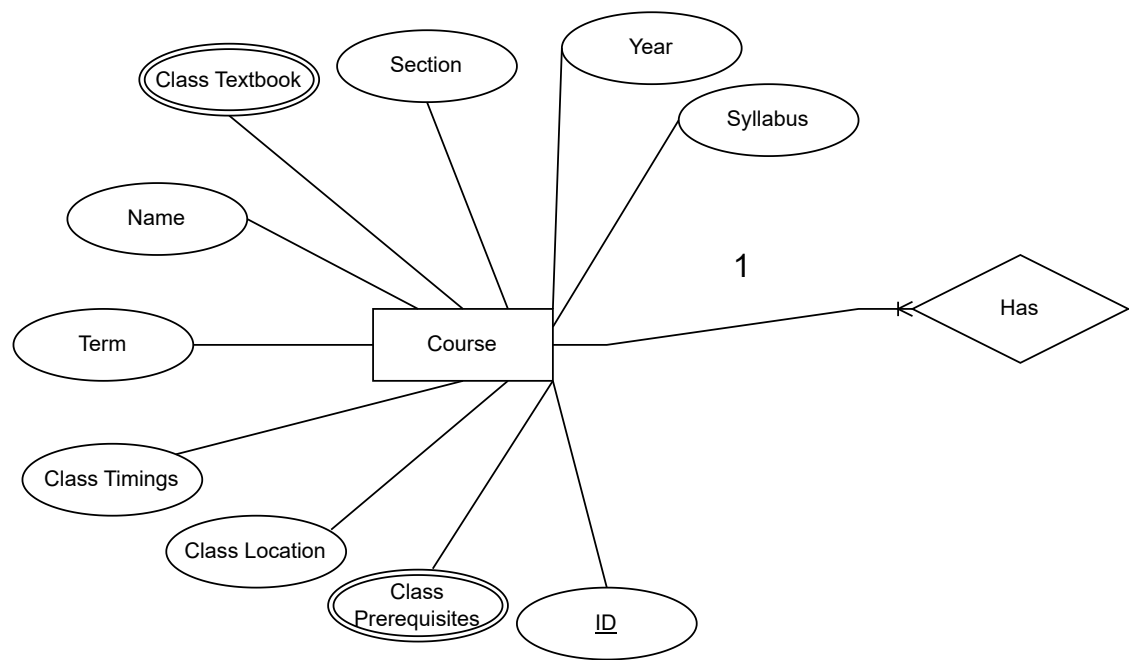 Year
Section
Class Textbook
Syllabus
Name
1
Has
Term
Course
Class Timings
Class Location
Class
Prerequisites
ID